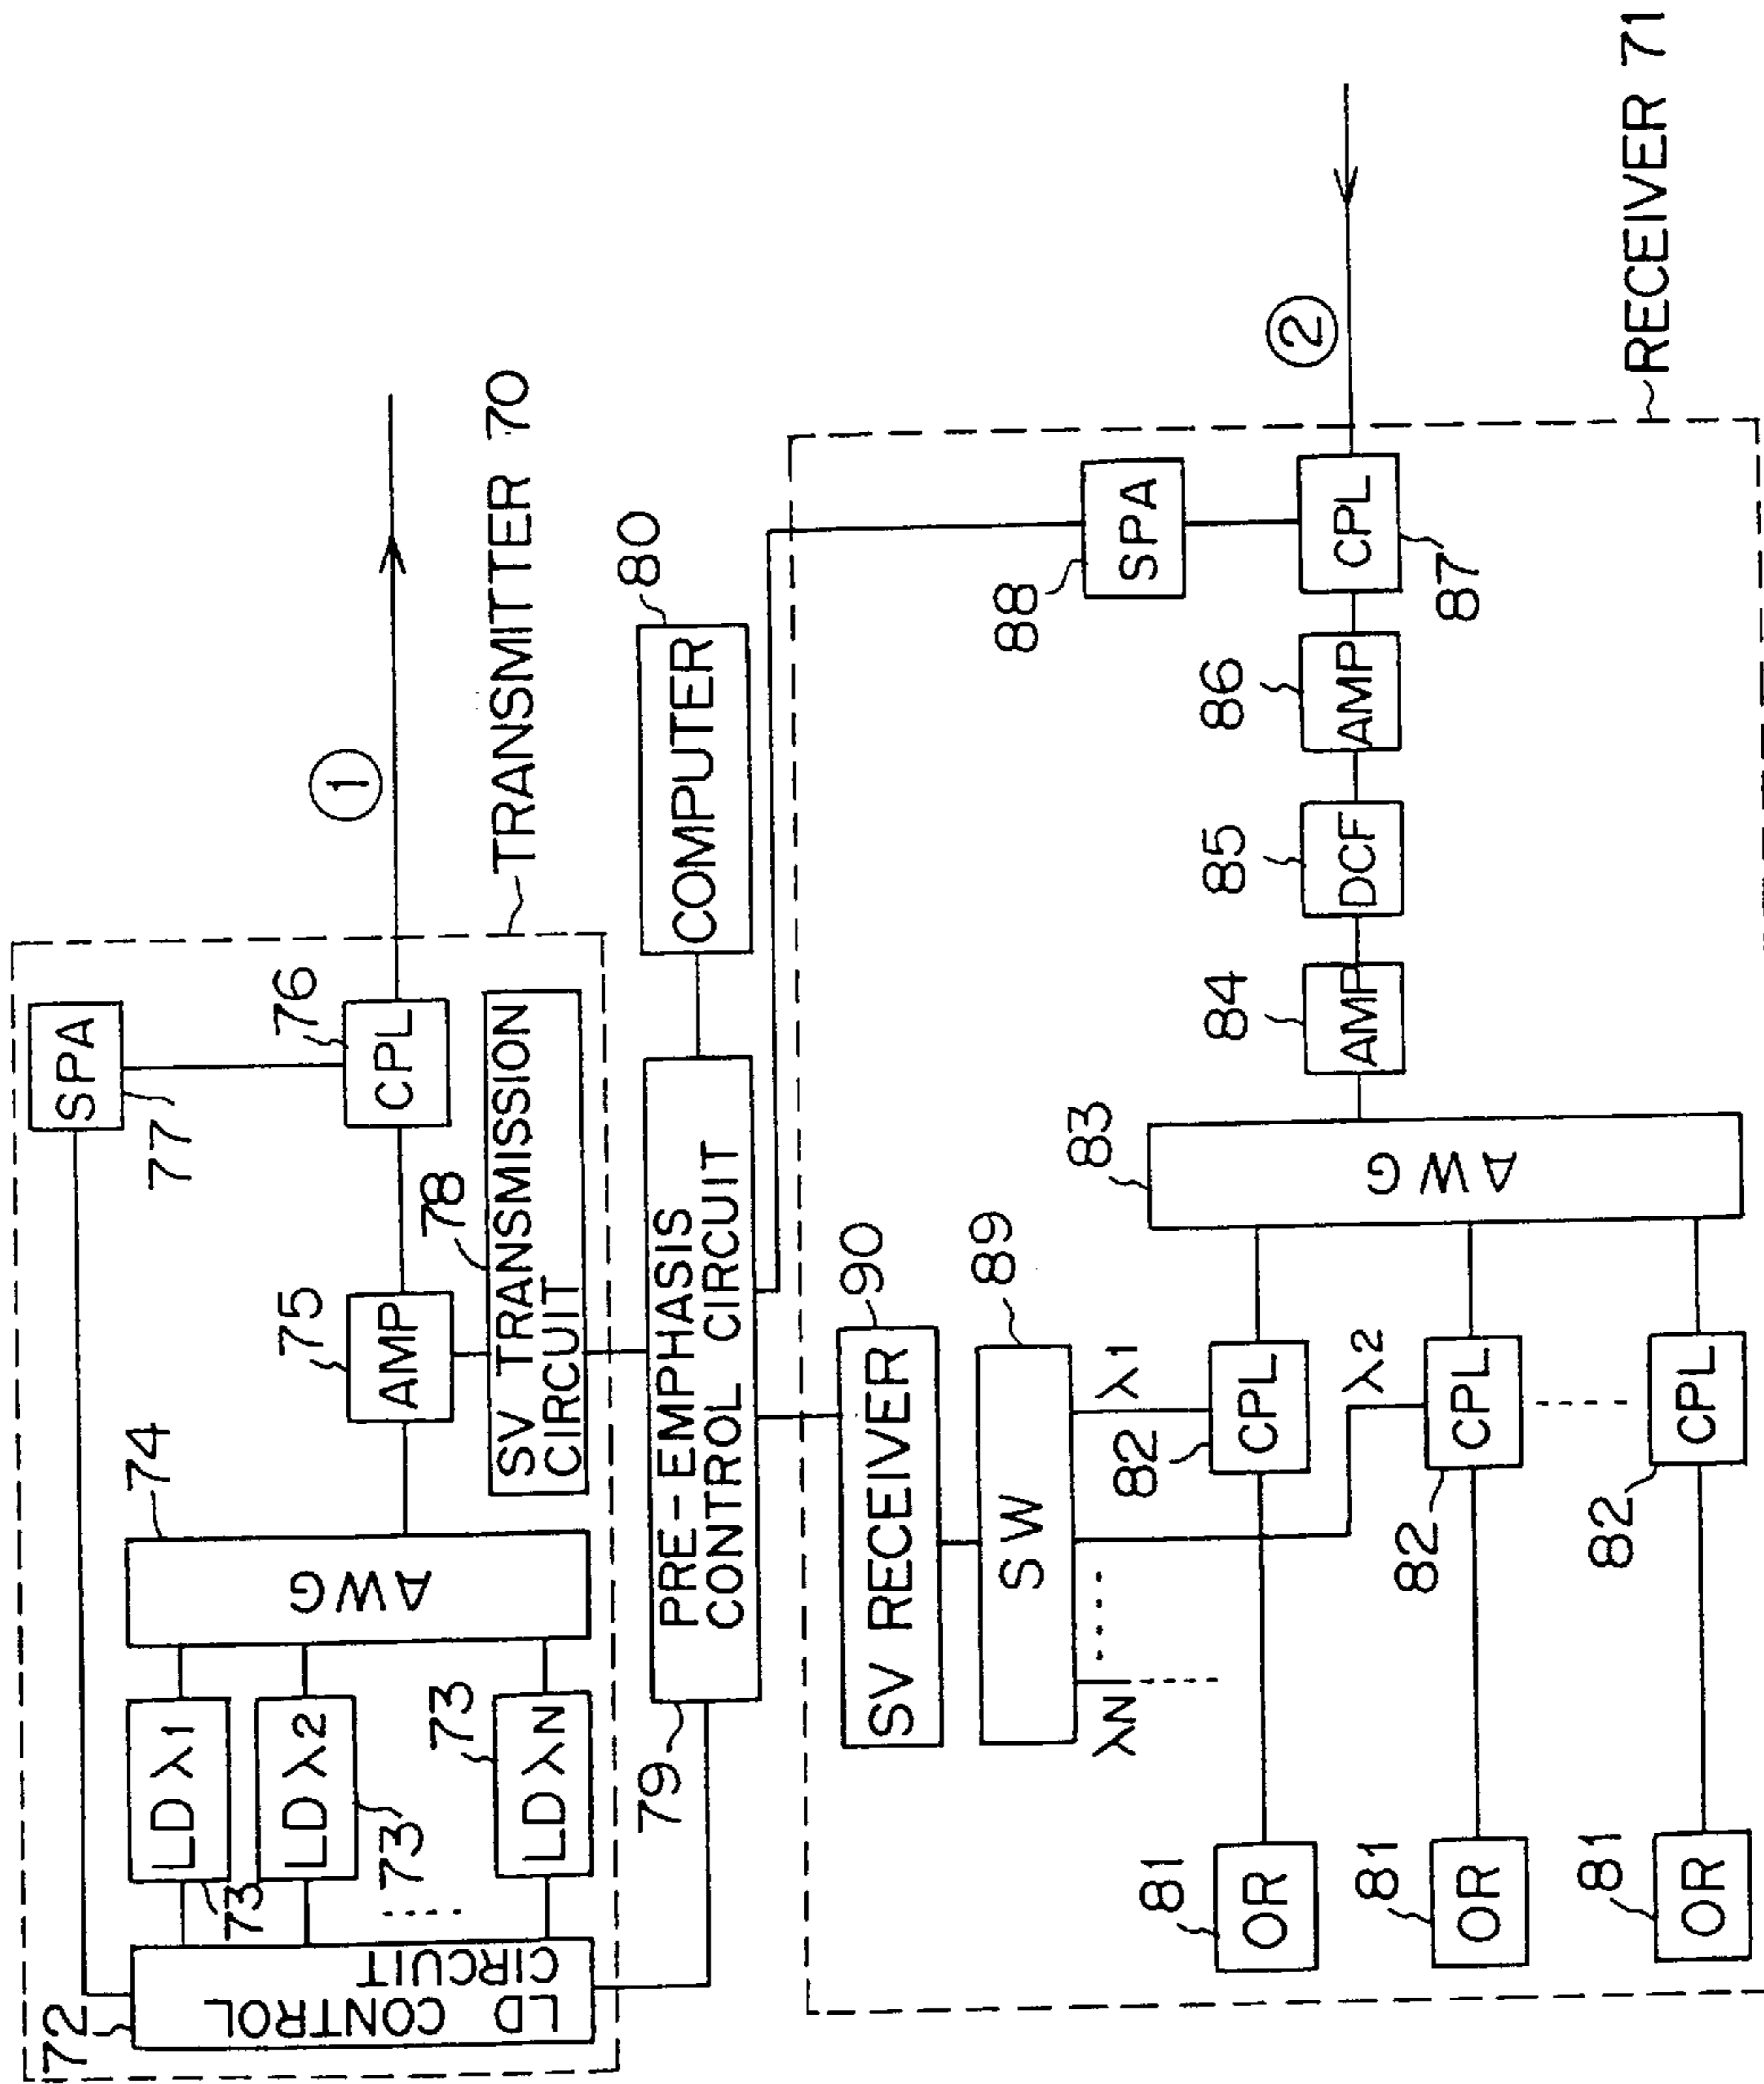 72
LD CONTROL
CIRCUIT
LD λ1
73
LD λ2
73
LD λN
73
74
AWG
75
AMP
76
CPL
SPA
77
78
SV TRANSMISSION
CIRCUIT
1
TRANSMITTER 70
79
PRE-EMPHASIS
CONTROL CIRCUIT
COMPUTER
80
SV RECEIVER
90
SW
89
λ1
λ2
λN
81
OR
82
CPL
81
OR
82
CPL
81
OR
82
CPL
83
AWG
84
AMP
85
DCF
86
AMP
87
CPL
88
SPA
2
RECEIVER 71